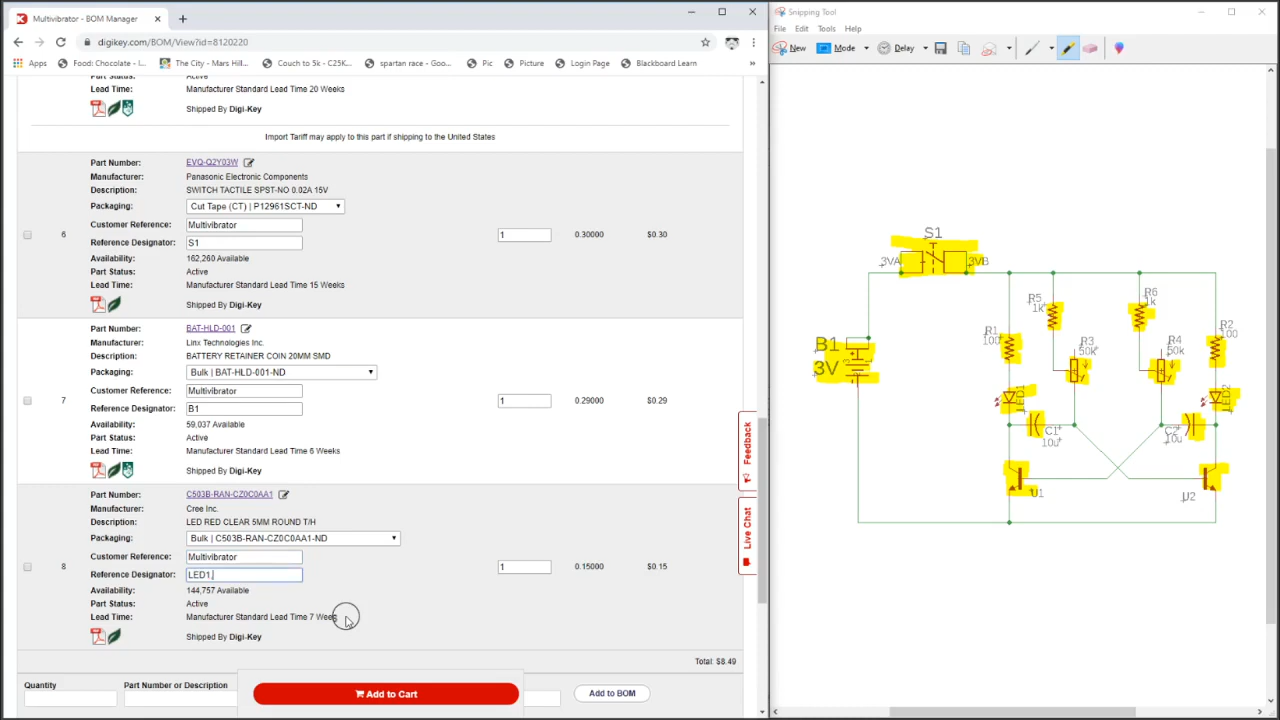 Multivibrator - BOM Manager
digikey.com/BOM/View?id=8120220
Apps
Food: Chocolate - I...
The City - Mars Hill...
Couch to 5k - C25K...
spartan race - Goo...
Pic
Picture
Login Page
Blackboard Learn
»
Part Status: Active
Lead Time: Manufacturer Standard Lead Time 20 Weeks
Shipped By Digi-Key
Import Tariff may apply to this part if shipping to the United States
Part Number: EVQ-Q2Y03W
Manufacturer: Panasonic Electronic Components
Description: SWITCH TACTILE SPST-NO 0.02A 15V
Packaging: Cut Tape (CT) | P12961SCT-ND
Customer Reference: Multivibrator
6 1 0.30000 $0.30
Reference Designator: S1
Availability: 162,260 Available
Part Status: Active
Lead Time: Manufacturer Standard Lead Time 15 Weeks
Shipped By Digi-Key
Part Number: BAT-HLD-001
Manufacturer: Linx Technologies Inc.
Description: BATTERY RETAINER COIN 20MM SMD
Packaging: Bulk | BAT-HLD-001-ND
Customer Reference: Multivibrator
7 1 0.29000 $0.29
Reference Designator: B1
Availability: 59,037 Available
Part Status: Active
Lead Time: Manufacturer Standard Lead Time 6 Weeks
Shipped By Digi-Key
Part Number: C503B-RAN-CZ0C0AA1
Manufacturer: Cree Inc.
Description: LED RED CLEAR 5MM ROUND T/H
Packaging: Bulk | C503B-RAN-CZ0C0AA1-ND
Customer Reference: Multivibrator
8 1 0.15000 $0.15
Reference Designator: LED1,
Availability: 144,757 Available
Part Status: Active
Lead Time: Manufacturer Standard Lead Time 7 Weeks
Shipped By Digi-Key
Total: $8.49
Quantity
Part Number or Description
Add to Cart
Add to BOM
Feedback
Live Chat
Snipping Tool
File Edit Tools Help
New Mode Delay
S1
3VA 3VB
R5
1k
R6
1k
R1
100
R2
100
R3
50k
R4
50k
B1
3V
LED1
LED2
C1
10u
C2
10u
U1
U2